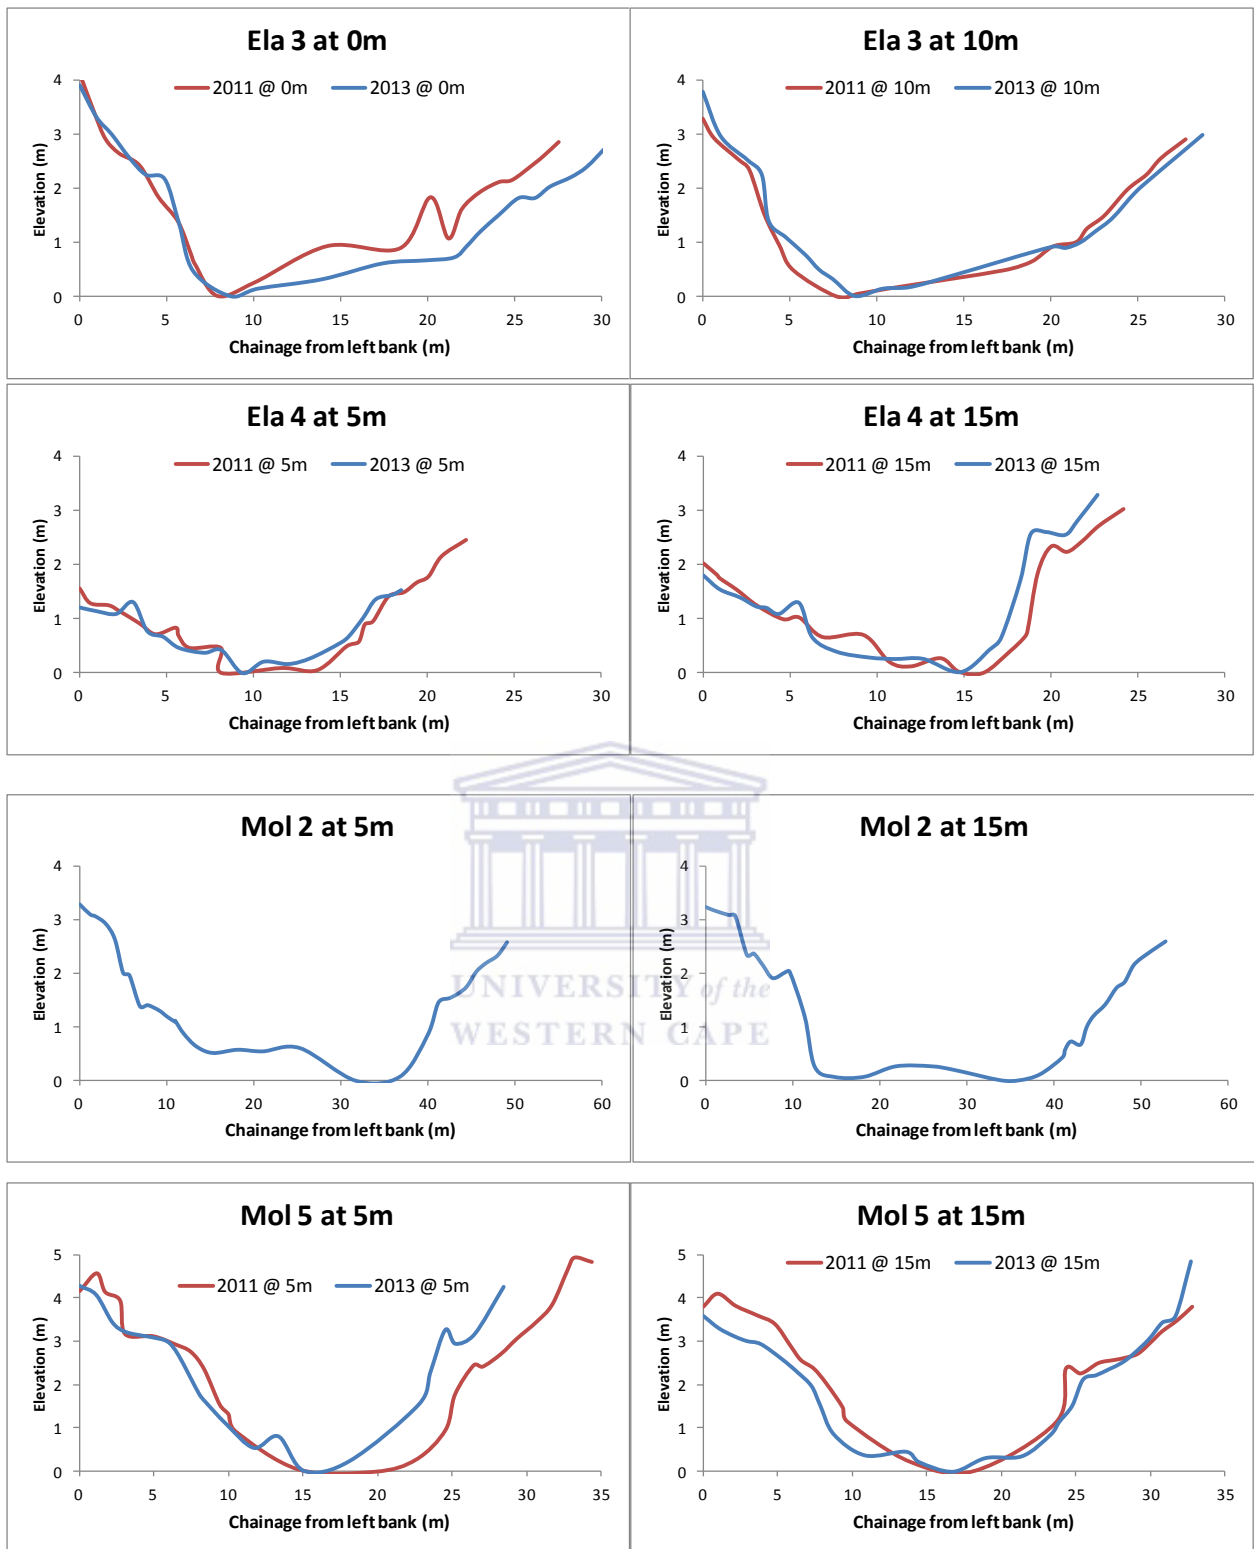 Ela 3 at 0m
2011 @ 0m 2013 @ 0m
Elevation (m)
4
3
2
1
0
0 5 10 15 20 25 30
Chainage from left bank (m)
Ela 3 at 10m
2011 @ 10m 2013 @ 10m
Elevation (m)
4
3
2
1
0
0 5 10 15 20 25 30
Chainage from left bank (m)
Ela 4 at 5m
2011 @ 5m 2013 @ 5m
Elevation (m)
4
3
2
1
0
0 5 10 15 20 25 30
Chainage from left bank (m)
Ela 4 at 15m
2011 @ 15m 2013 @ 15m
Elevation (m)
4
3
2
1
0
0 5 10 15 20 25 30
Chainage from left bank (m)
Mol 2 at 5m
Elevation (m)
4
3
2
1
0
0 10 20 30 40 50 60
Chainange from left bank (m)
Mol 2 at 15m
Elevation (m)
4
3
2
1
0
0 10 20 30 40 50 60
Chainage from left bank (m)
UNIVERSITY of the
WESTERN CAPE
Mol 5 at 5m
2011 @ 5m 2013 @ 5m
Elevation (m)
5
4
3
2
1
0
0 5 10 15 20 25 30 35
Chainage from left bank (m)
Mol 5 at 15m
2011 @ 15m 2013 @ 15m
Elevation (m)
5
4
3
2
1
0
0 5 10 15 20 25 30 35
Chainage from left bank (m)